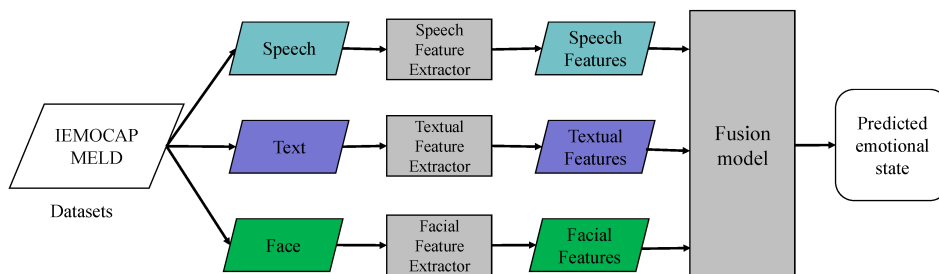 IEMOCAP
MELD
Datasets
Speech
Speech
Feature
Extractor
Speech
Features
Text
Textual
Feature
Extractor
Textual
Features
Face
Facial
Feature
Extractor
Facial
Features
Fusion
model
Predicted
emotional
state